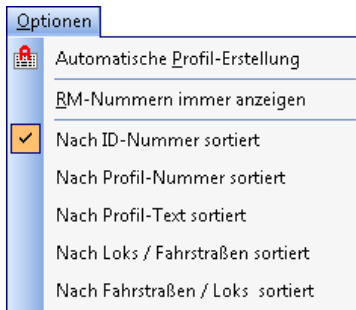 Optionen
Automatische Profil-Erstellung
RM-Nummern immer anzeigen
Nach ID-Nummer sortiert
Nach Profil-Nummer sortiert
Nach Profil-Text sortiert
Nach Loks / Fahrstraßen sortiert
Nach Fahrstraßen / Loks  sortiert